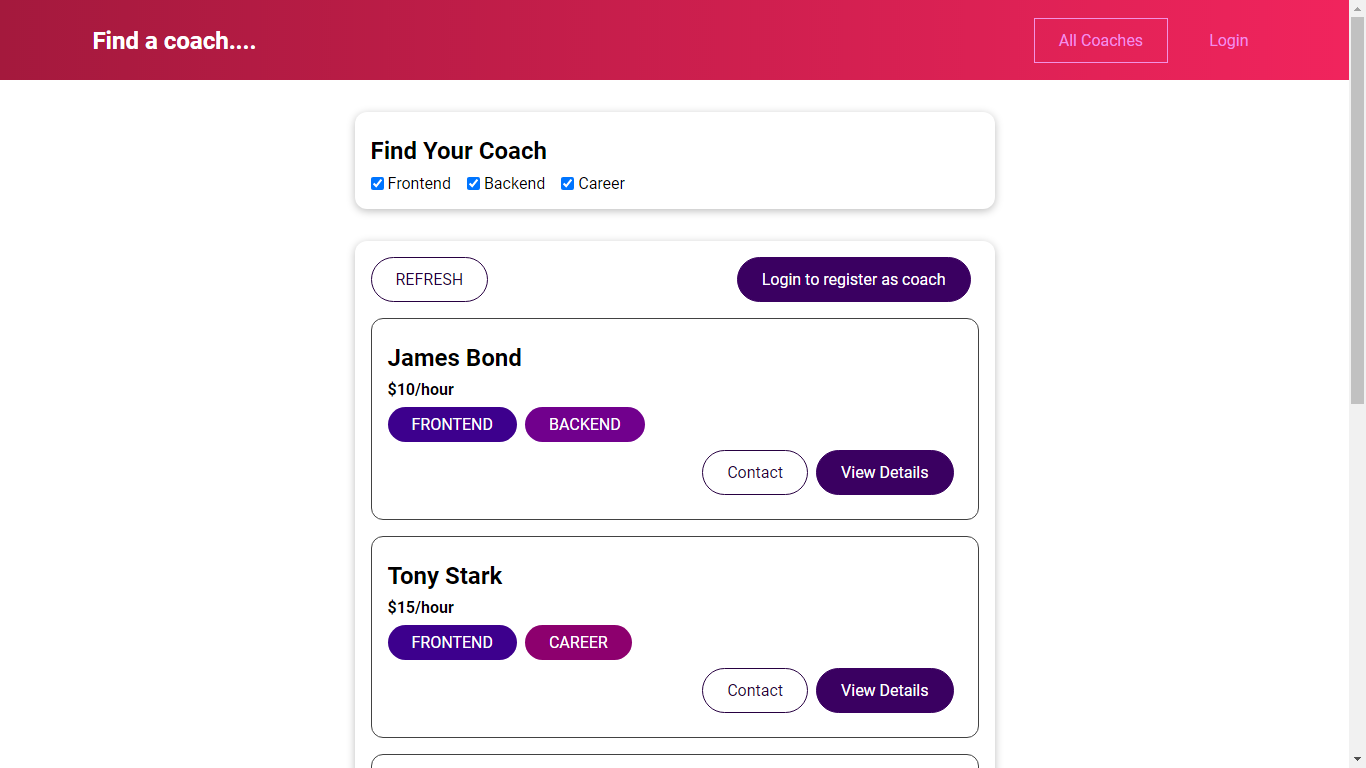 Find a coach....
All Coaches
Login
Find Your Coach
Frontend Backend Career
REFRESH
Login to register as coach
James Bond
$10/hour
FRONTEND BACKEND
Contact View Details
Tony Stark
$15/hour
FRONTEND CAREER
Contact View Details